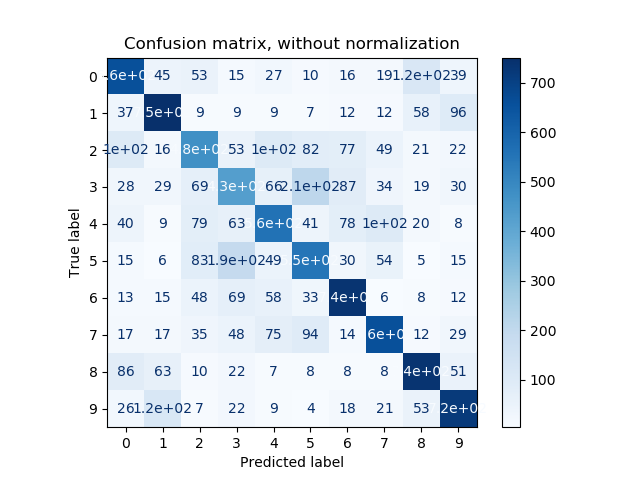 Confusion matrix, without normalization
0 6e+0 45 53 15 27 10 16 19 1.2e+02 39
1 37 5e+0 9 9 9 7 12 12 58 96
2 1e+02 16 8e+0 53 1e+02 82 77 49 21 22
3 28 29 69 .3e+0 66 2.1e+02 87 34 19 30
4 40 9 79 63 6e+0 41 78 1e+02 20 8
5 15 6 83 1.9e+02 49 5e+0 30 54 5 15
6 13 15 48 69 58 33 4e+0 6 8 12
7 17 17 35 48 75 94 14 6e+0 12 29
8 86 63 10 22 7 8 8 8 4e+0 51
9 26 1.2e+02 7 22 9 4 18 21 53 2e+0
0 1 2 3 4 5 6 7 8 9
Predicted label
True label
700
600
500
400
300
200
100